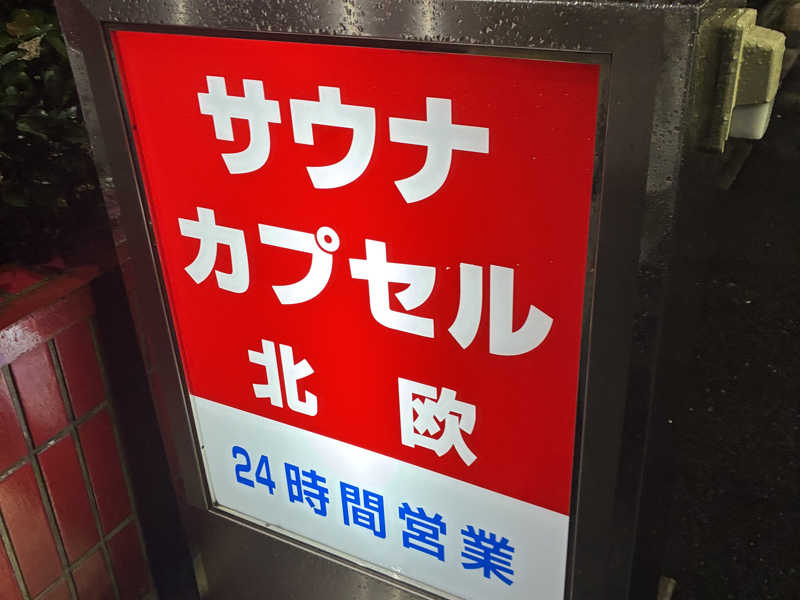 サウナ
カプセル
北欧
24時間営業